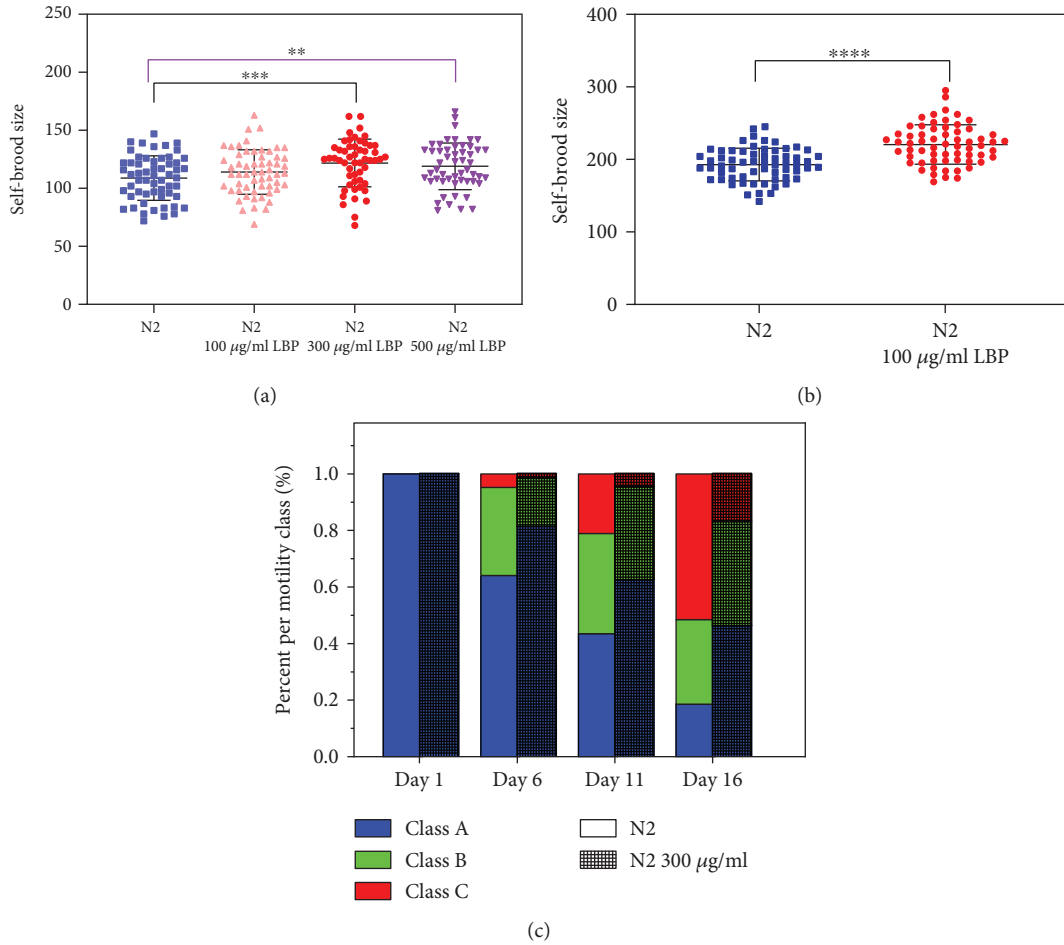 250
200
150
100
50
0
Self-brood size
**
***
N2
N2
100 μg/ml LBP
N2
300 μg/ml LBP
N2
500 μg/ml LBP
(a)
400
300
200
100
0
Self-brood size
****
N2
N2
100 μg/ml LBP
(b)
1.0
0.8
0.6
0.4
0.2
0.0
Percent per motility class (%)
Day 1
Day 6
Day 11
Day 16
Class A
Class B
Class C
N2
N2 300 μg/ml
(c)